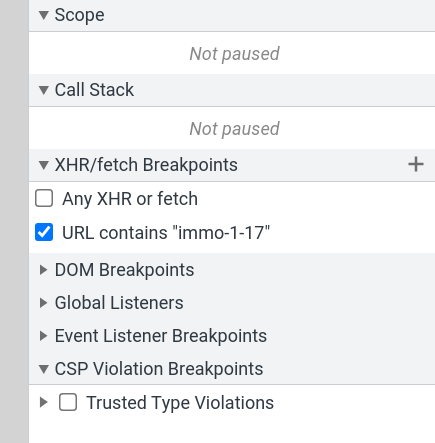 Scope
Not paused
Call Stack
Not paused
XHR/fetch Breakpoints
Any XHR or fetch
URL contains "immo-1-17"
DOM Breakpoints
Global Listeners
Event Listener Breakpoints
CSP Violation Breakpoints
Trusted Type Violations